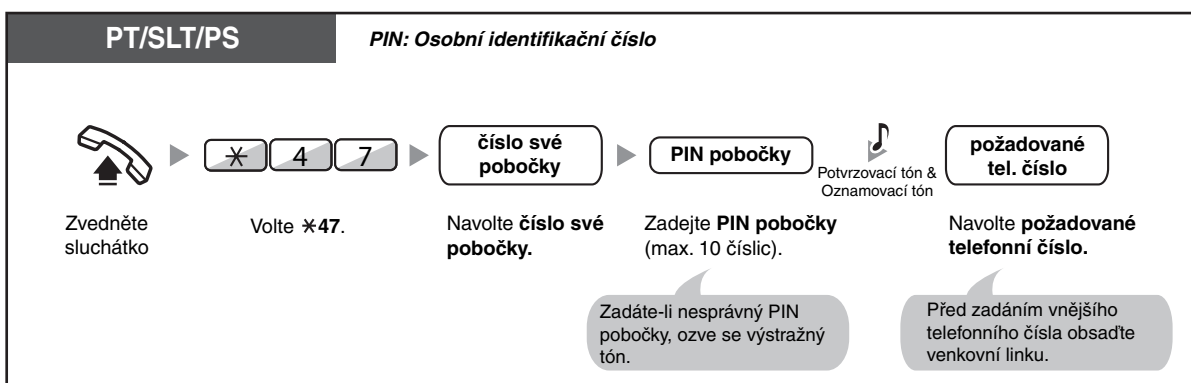 PT/SLT/PS
PIN: Osobní identifikační číslo
✳ 4 7
číslo své
pobočky
PIN pobočky
Potvrzovací tón &
Oznamovací tón
požadované
tel. číslo
Zvedněte
sluchátko
Volte ✳47.
Navolte číslo své
pobočky.
Zadejte PIN pobočky
(max. 10 číslic).
Navolte požadované
telefonní číslo.
Zadáte-li nesprávný PIN
pobočky, ozve se výstražný
tón.
Před zadáním vnějšího
telefonního čísla obsaďte
venkovní linku.